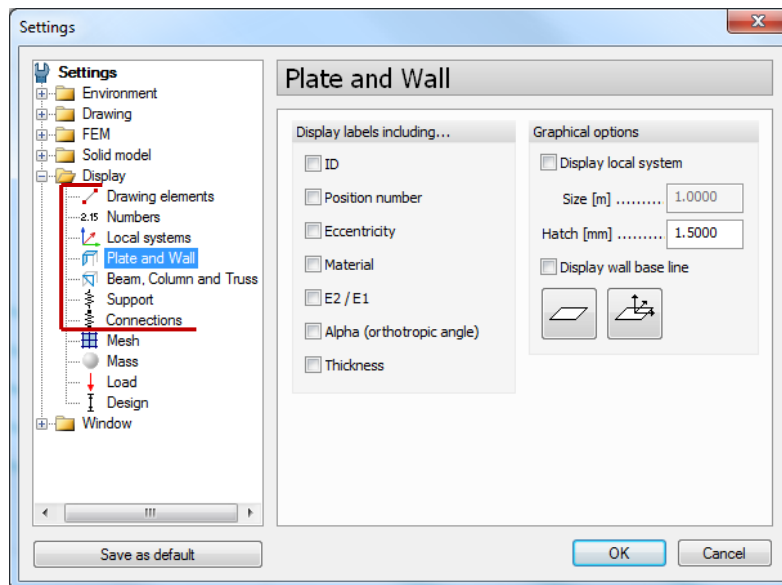 Settings
x
Settings
Environment
Drawing
FEM
Solid model
Display
Drawing elements
2.15 Numbers
Local systems
Plate and Wall
Beam, Column and Truss
Support
Connections
Mesh
Mass
Load
Design
Window
Save as default
Plate and Wall
Display labels including...
ID
Position number
Eccentricity
Material
E2 / E1
Alpha (orthotropic angle)
Thickness
Graphical options
Display local system
Size [m] ......... 1.0000
Hatch [mm] ......... 1.5000
Display wall base line
OK
Cancel